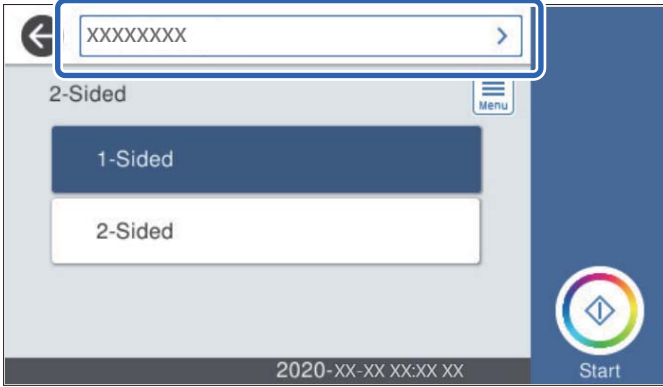 XXXXXXXX
2-Sided
Menu
1-Sided
2-Sided
2020-XX-XX XX:XX XX
Start